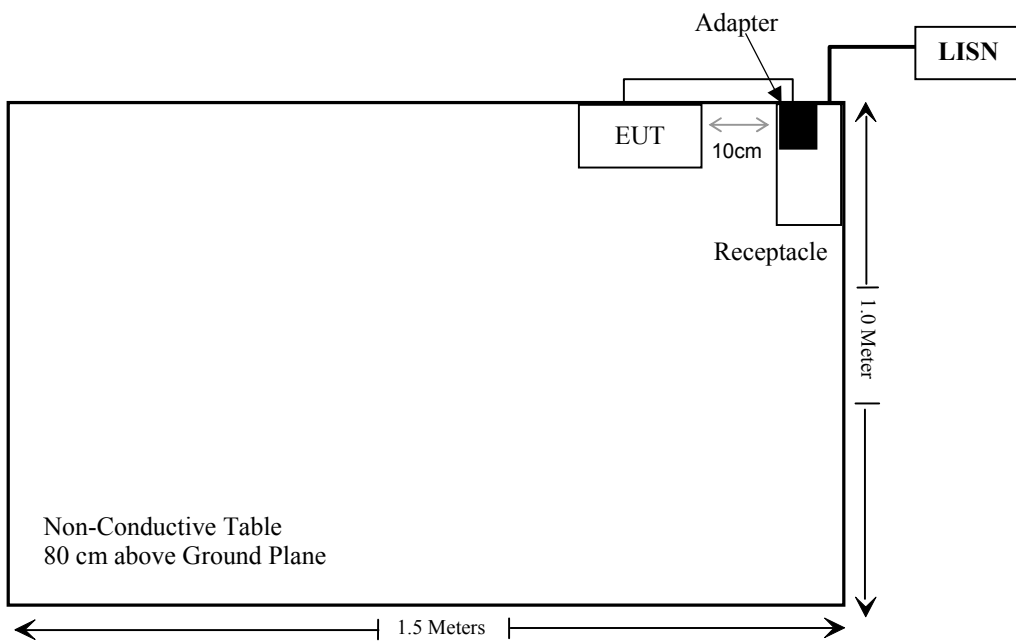 Adapter
LISN
EUT
10cm
Receptacle
1.0 Meter
Non-Conductive Table
80 cm above Ground Plane
1.5 Meters